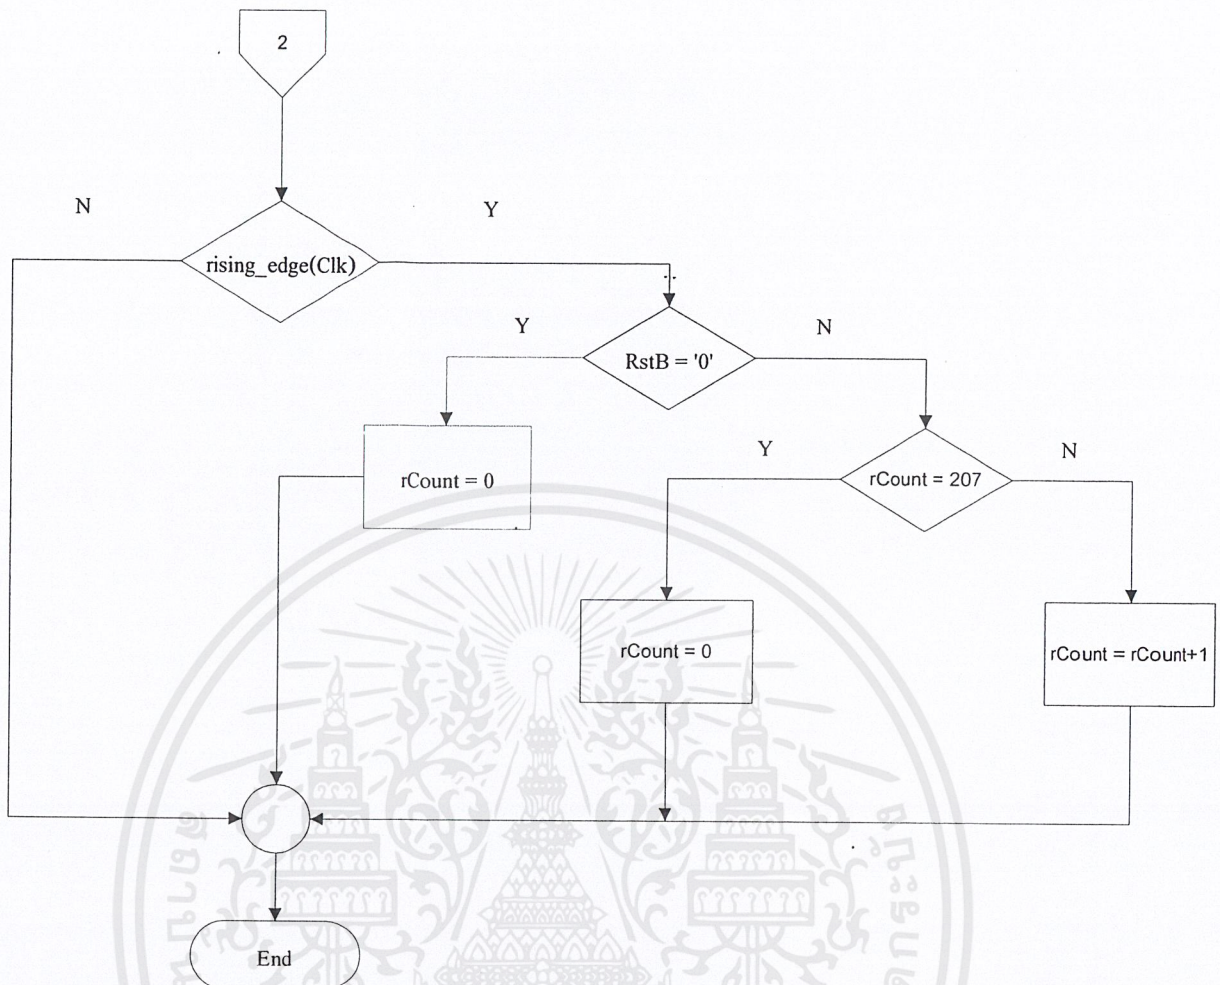 2
N
Y
rising_edge(Clk)
Y
N
RstB = '0'
Y
N
rCount = 0
rCount = 207
rCount = 0
rCount = rCount+1
End